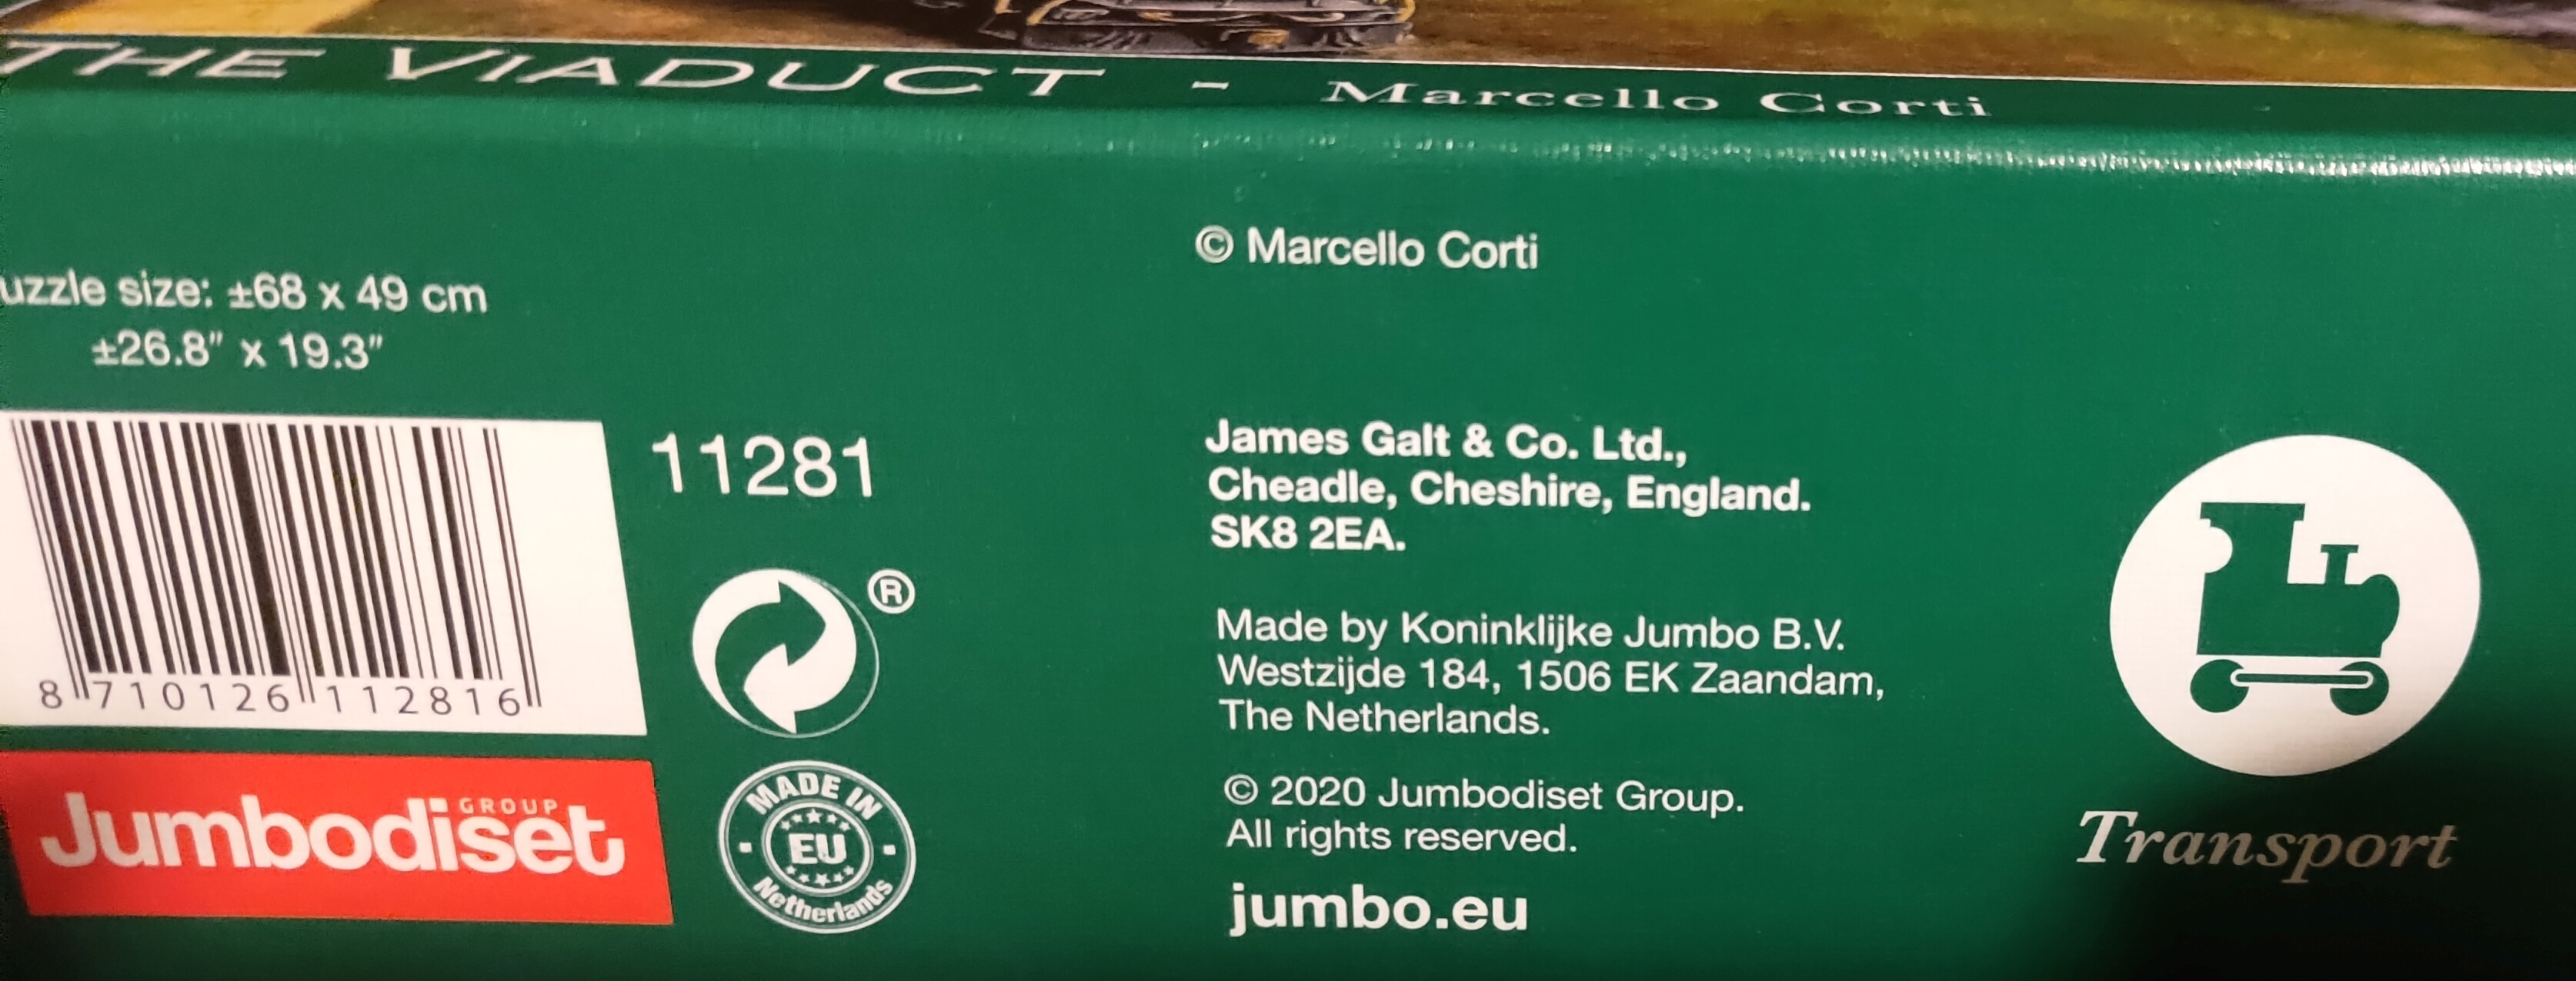 THE VIADUCT - Marcello Corti
© Marcello Corti
uzzle size: ±68 x 49 cm
±26.8" x 19.3"
11281
8 710126 112816
®
Jumbodiset
GROUP
MADE IN
EU
Netherlands
James Galt & Co. Ltd.,
Cheadle, Cheshire, England.
SK8 2EA.
Made by Koninklijke Jumbo B.V.
Westzijde 184, 1506 EK Zaandam,
The Netherlands.
© 2020 Jumbodiset Group.
All rights reserved.
jumbo.eu
Transport